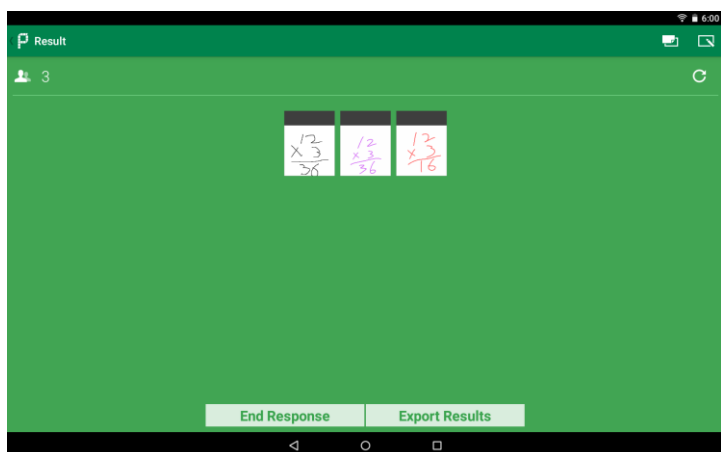 6:00
Result
3
12
x 3
36
12
x 3
36
12
x 3
16
End Response
Export Results